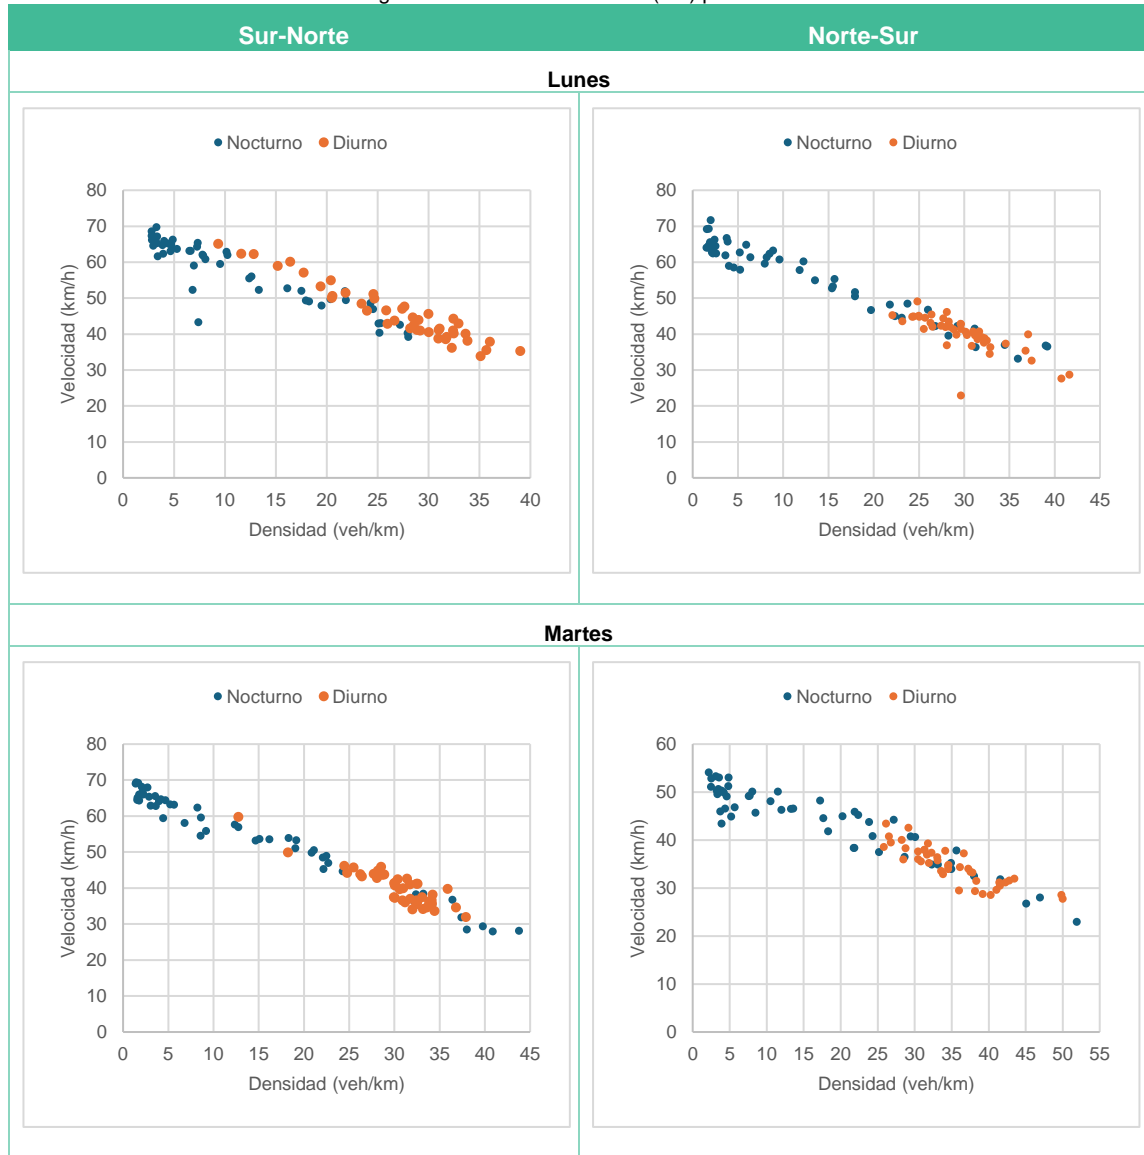 Sur-Norte Norte-Sur
Lunes
Nocturno Diurno
80
70
60
50
40
30
20
10
0
0 5 10 15 20 25 30 35 40
Velocidad (km/h)
Densidad (veh/km)
Nocturno Diurno
80
70
60
50
40
30
20
10
0
0 5 10 15 20 25 30 35 40 45
Velocidad (km/h)
Densidad (veh/km)
Martes
Nocturno Diurno
80
70
60
50
40
30
20
10
0
0 5 10 15 20 25 30 35 40 45
Velocidad (km/h)
Densidad (veh/km)
Nocturno Diurno
60
50
40
30
20
10
0
0 5 10 15 20 25 30 35 40 45 50 55
Velocidad (km/h)
Densidad (veh/km)